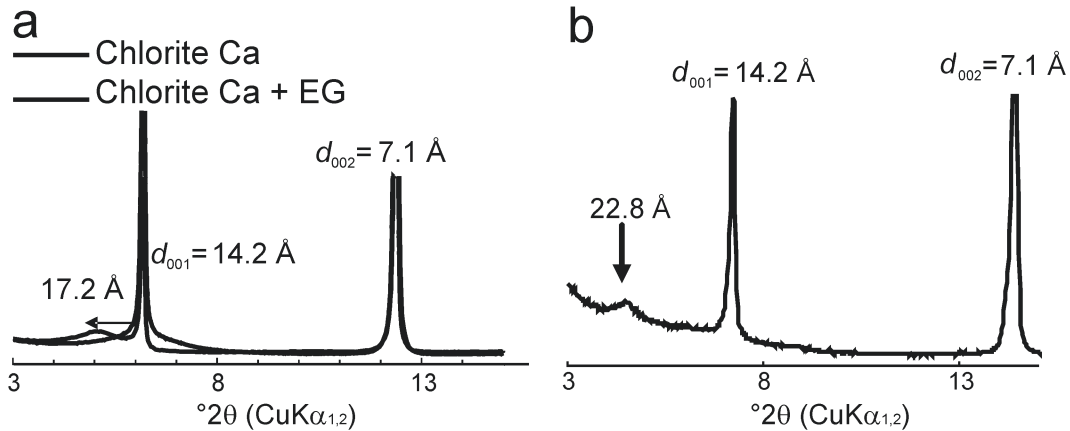 a
Chlorite Ca
Chlorite Ca + EG
d002= 7.1 Å
d001= 14.2 Å
17.2 Å
3 8 13
°2θ (CuKα1,2)
b
d001= 14.2 Å
d002= 7.1 Å
22.8 Å
3 8 13
°2θ (CuKα1,2)